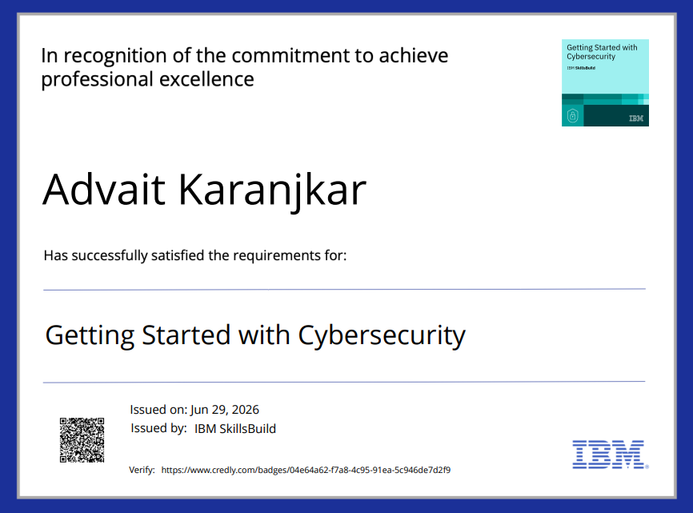 In recognition of the commitment to achieve
professional excellence
Getting Started with
Cybersecurity
IBM SkillsBuild
IBM
Advait Karanjkar
Has successfully satisfied the requirements for:
Getting Started with Cybersecurity
Issued on: Jun 29, 2026
Issued by: IBM SkillsBuild
Verify: https://www.credly.com/badges/04e64a62-f7a8-4c95-91ea-5c946de7d2f9
IBM®